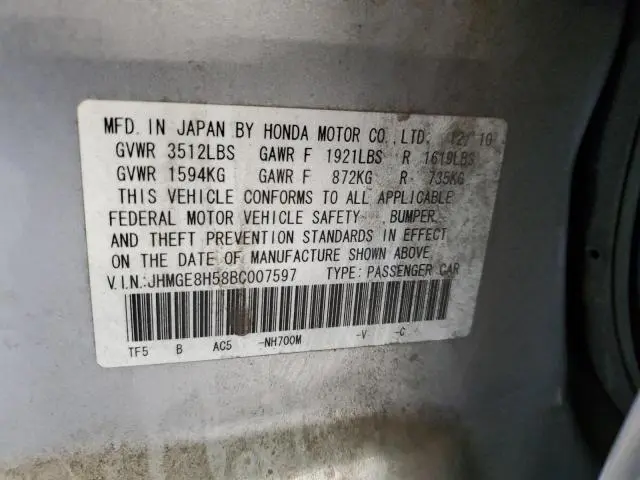 MFD. IN JAPAN BY HONDA MOTOR CO., LTD. 12/10
GVWR 3512LBS GAWR F 1921LBS R 1619LBS
GVWR 1594KG GAWR F 872KG R 735KG
THIS VEHICLE CONFORMS TO ALL APPLICABLE
FEDERAL MOTOR VEHICLE SAFETY, BUMPER,
AND THEFT PREVENTION STANDARDS IN EFFECT
ON THE DATE OF MANUFACTURE SHOWN ABOVE.
V.I.N.:JHMGE8H58BC007597 TYPE: PASSENGER CAR
TF5 B AC5 -NH700M -V -C